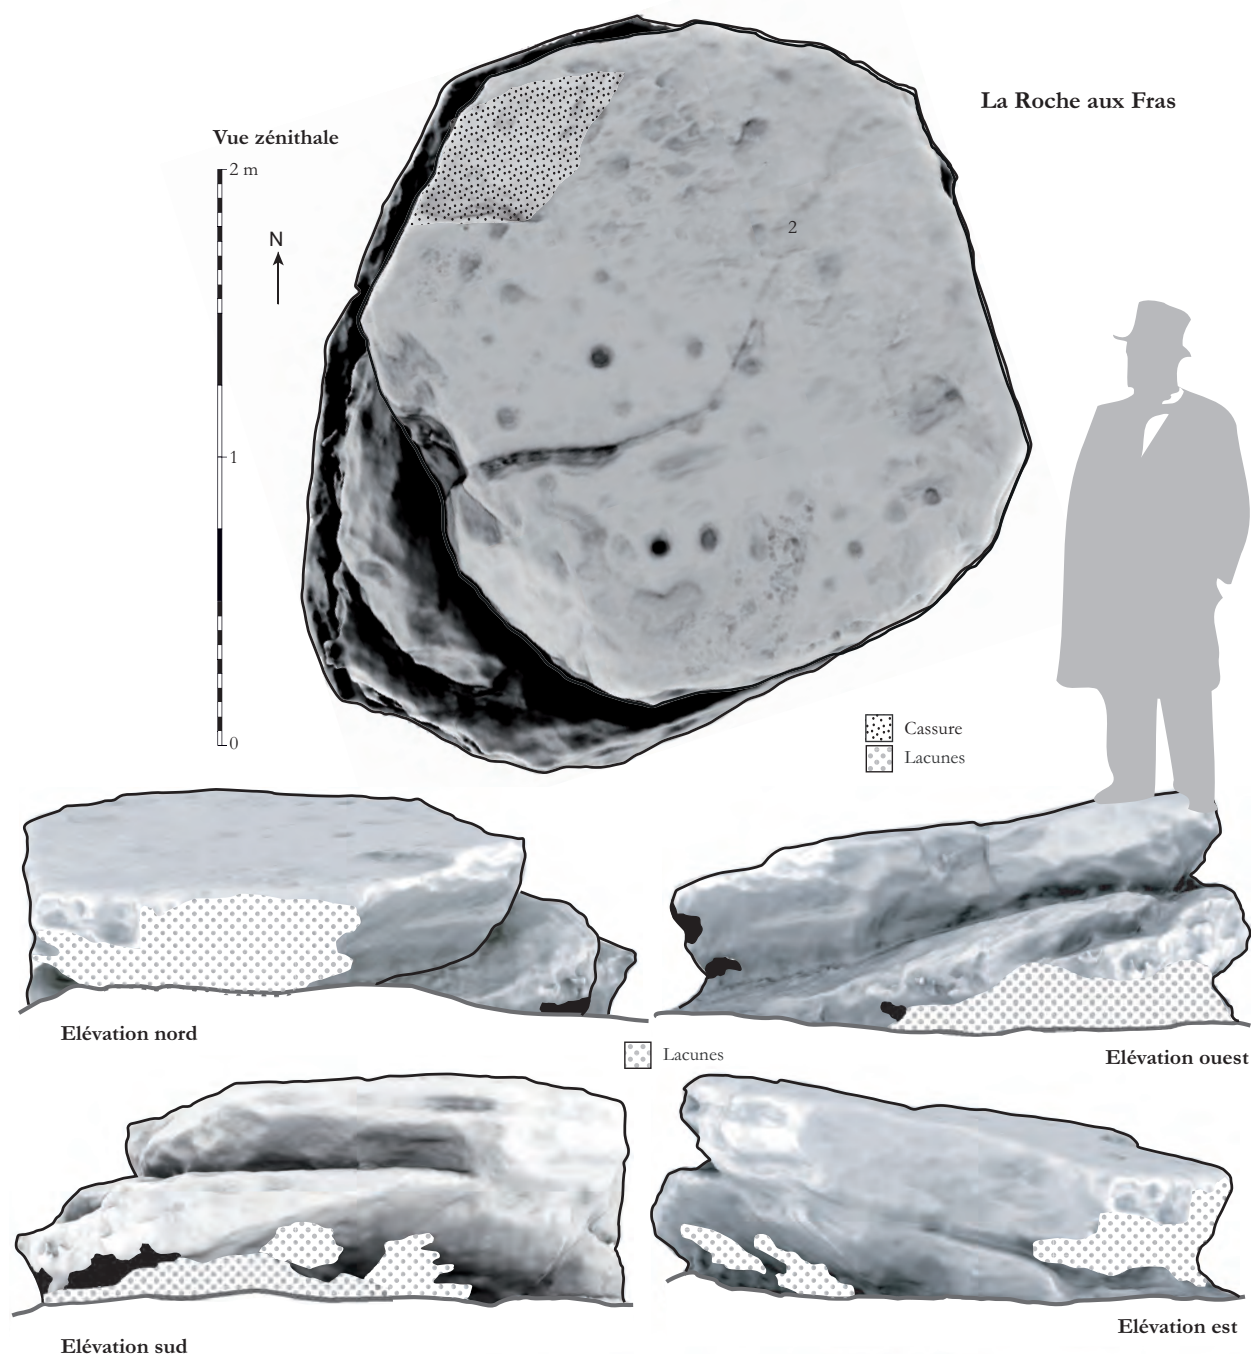 La Roche aux Fras
Vue zénithale
2 m
N
2
1
Cassure
0
Lacunes
Elévation nord
Lacunes
Elévation ouest
Elévation est
Elévation sud